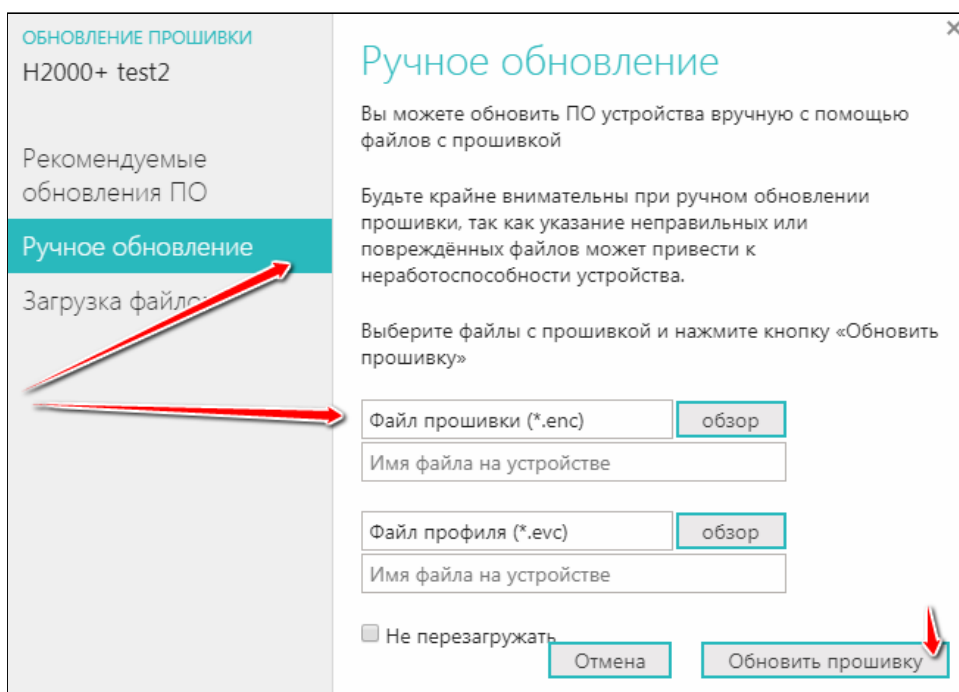 ОБНОВЛЕНИЕ ПРОШИВКИ
H2000+ test2
Рекомендуемые
обновления ПО
Ручное обновление
Загрузка
Ручное обновление
Вы можете обновить ПО устройства вручную с помощью
файлов с прошивкой
Будьте крайне внимательны при ручном обновлении
прошивки, так как указание неправильных или
повреждённых файлов может привести к
неработоспособности устройства.
Выберите файлы с прошивкой и нажмите кнопку «Обновить
прошивку»
Файл прошивки (*.enc)
обзор
Имя файла на устройстве
Файл профиля (*.evc)
обзор
Имя файла на устройстве
Не перезагружать
Отмена
Обновить прошивку